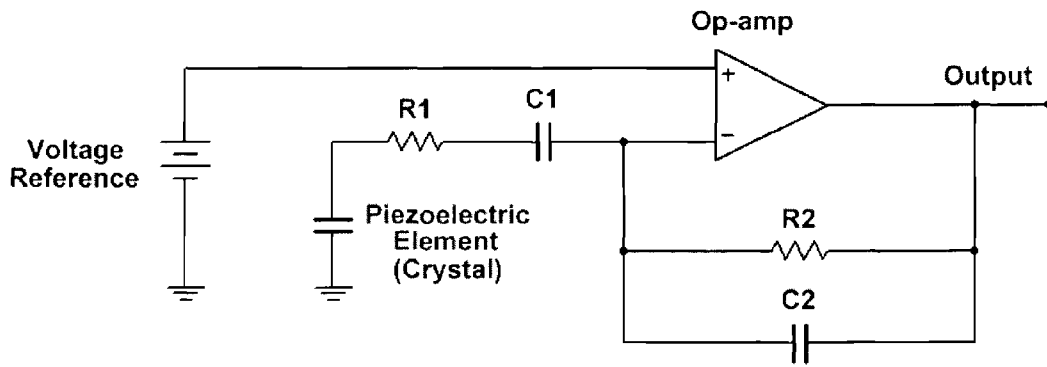 Op-amp
Output
+
R1
C1
−
Voltage
Reference
Piezoelectric
Element
(Crystal)
R2
C2